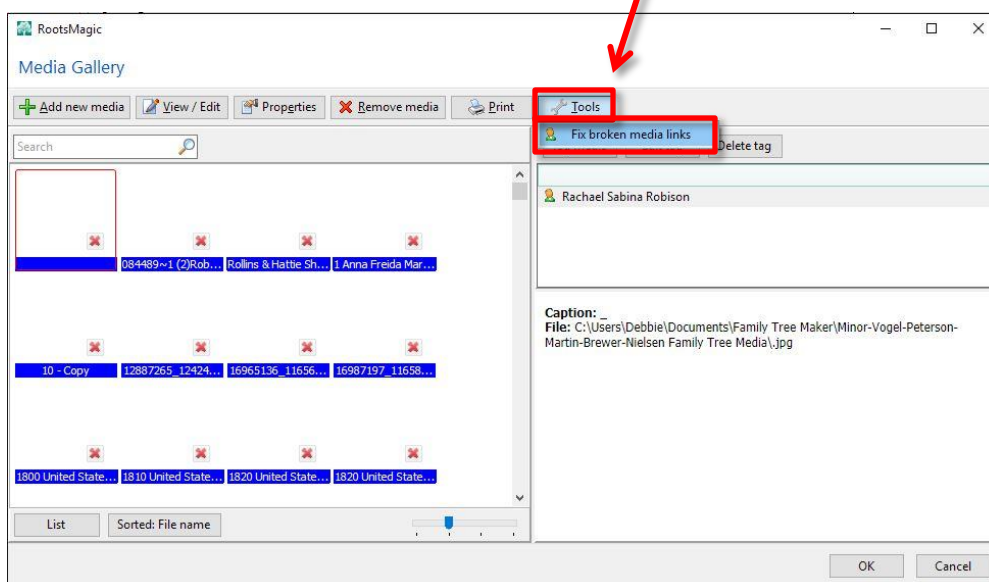 RootsMagic
Media Gallery
Add new media View / Edit Properties Remove media Print Tools
Fix broken media links
Search
Delete tag
Rachael Sabina Robison
084489~1 (2)Rob... Rollins & Hattie Sh... 1 Anna Freida Mar...
Caption: _
File: C:\Users\Debbie\Documents\Family Tree Maker\Minor-Vogel-Peterson-
Martin-Brewer-Nielsen Family Tree Media\.jpg
10 - Copy 12887265_12424... 16965136_11656... 16987197_11658...
1800 United State... 1810 United State... 1820 United State... 1820 United State...
List Sorted: File name
OK Cancel